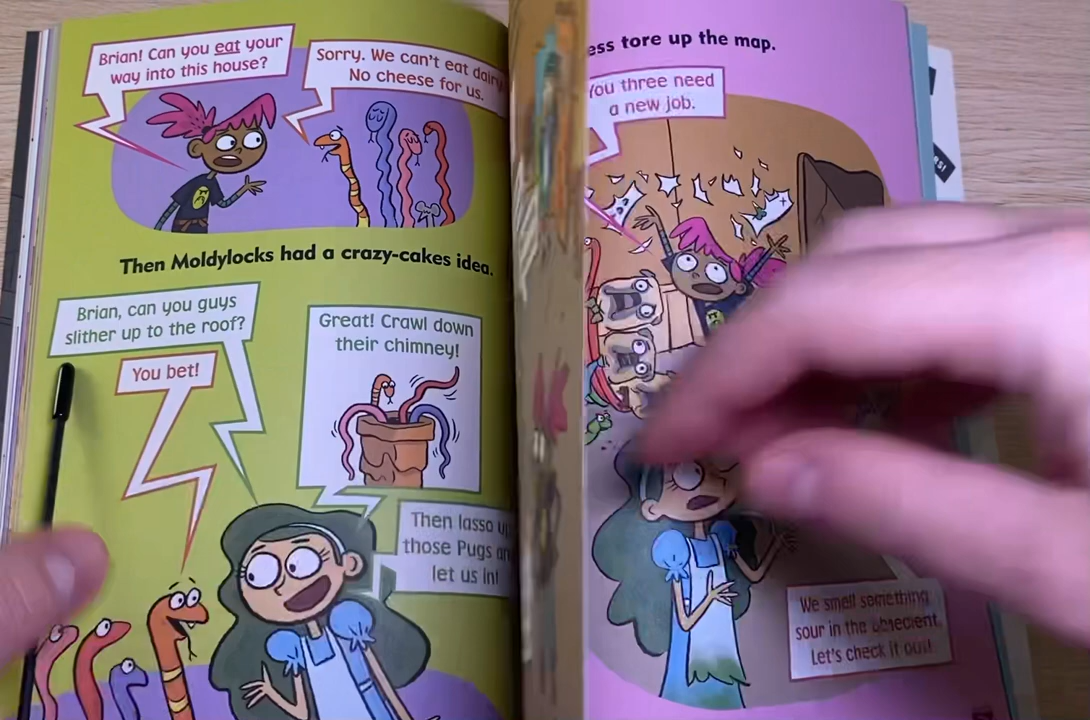 Brian! Can you eat your
way into this house?
Sorry. We can't eat dairy.
No cheese for us.
Then Moldylocks had a crazy-cakes idea.
Brian, can you guys
slither up to the roof?
You bet!
Great! Crawl down
their chimney!
Then lasso
those Pugs
let us in!
ess tore up the map.
You three need
a new job.
es!
We smell something
sour in the
Let's check it out!